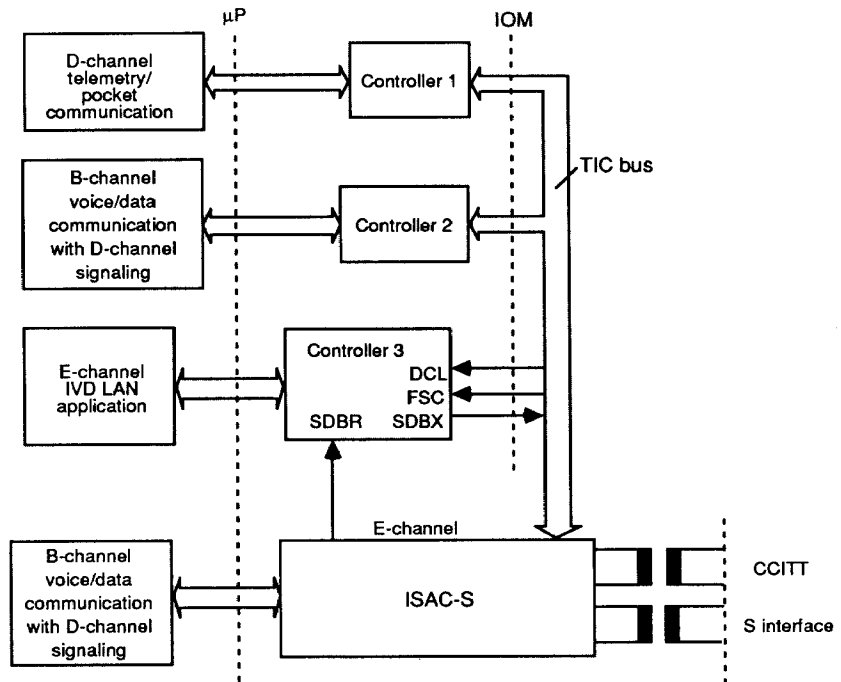 μP
IOM
D-channel
telemetry/
pocket
communication
Controller 1
TIC bus
B-channel
voice/data
communication
with D-channel
signaling
Controller 2
E-channel
IVD LAN
application
Controller 3
DCL
FSC
SDBR
SDBX
E-channel
B-channel
voice/data
communication
with D-channel
signaling
ISAC-S
CCITT
S interface